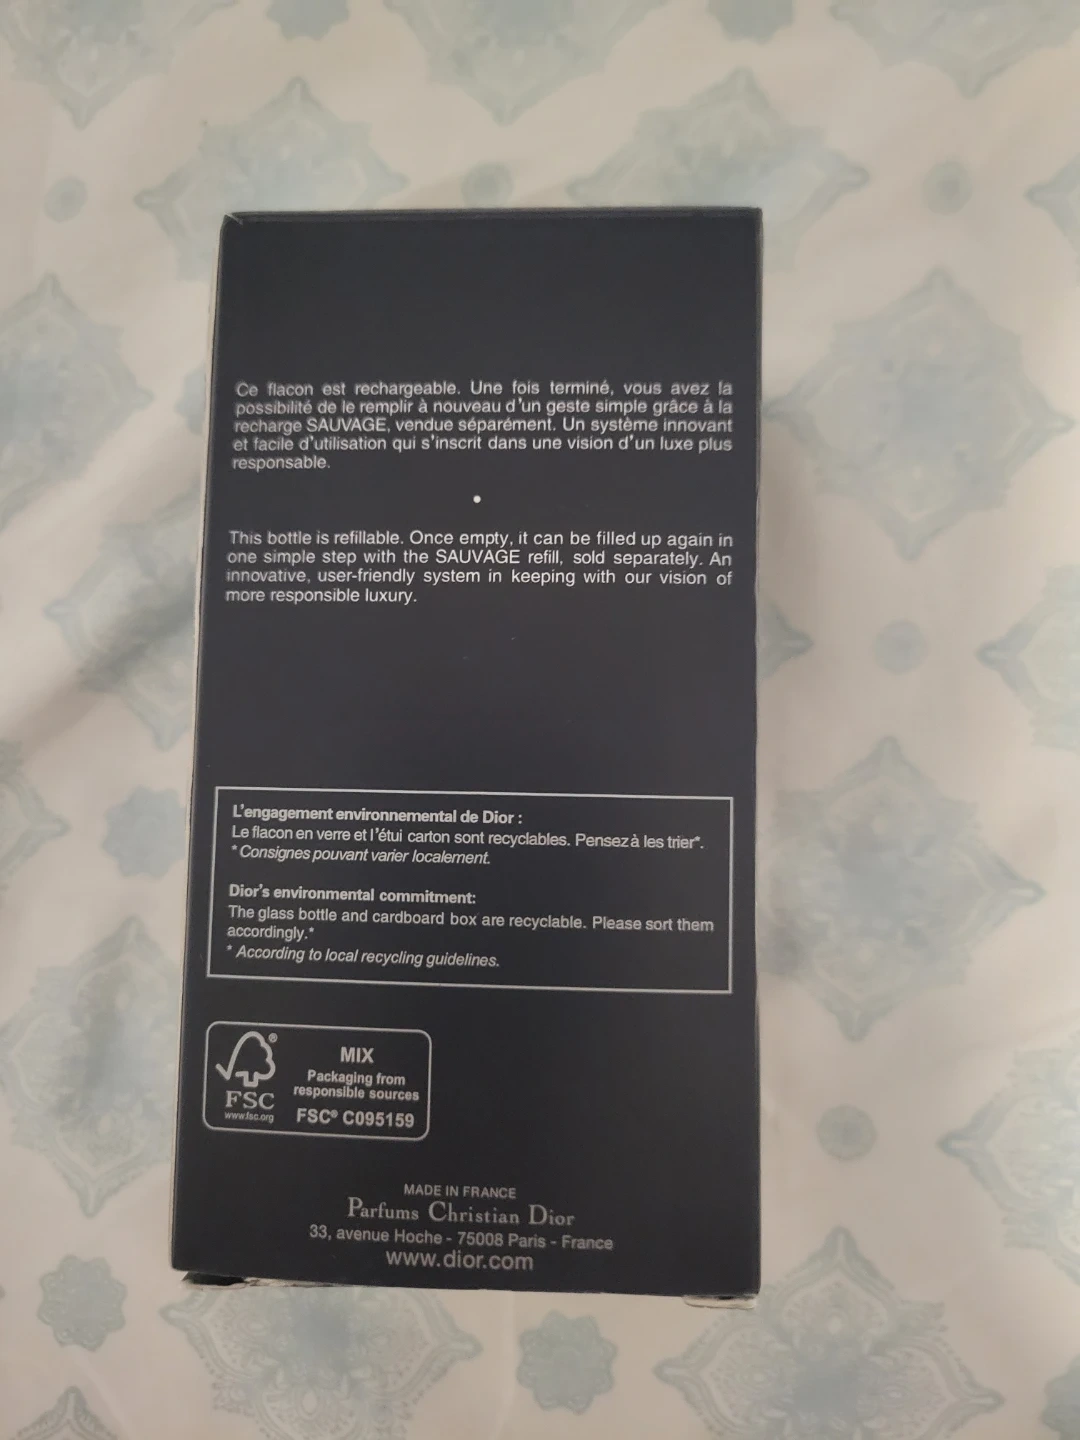 Ce flacon est rechargeable. Une fois terminé, vous avez la
possibilité de le remplir à nouveau d'un geste simple grâce à la
recharge SAUVAGE, vendue séparément. Un système innovant
et facile d'utilisation qui s'inscrit dans une vision d'un luxe plus
responsable.
•
This bottle is refillable. Once empty, it can be filled up again in
one simple step with the SAUVAGE refill, sold separately. An
innovative, user-friendly system in keeping with our vision of
more responsible luxury.
L'engagement environnemental de Dior :
Le flacon en verre et l'étui carton sont recyclables. Pensez à les trier*.
* Consignes pouvant varier localement.
Dior's environmental commitment:
The glass bottle and cardboard box are recyclable. Please sort them
accordingly.*
* According to local recycling guidelines.
®
FSC
www.fsc.org
MIX
Packaging from
responsible sources
FSC® C095159
MADE IN FRANCE
Parfums Christian Dior
33, avenue Hoche - 75008 Paris - France
www.dior.com